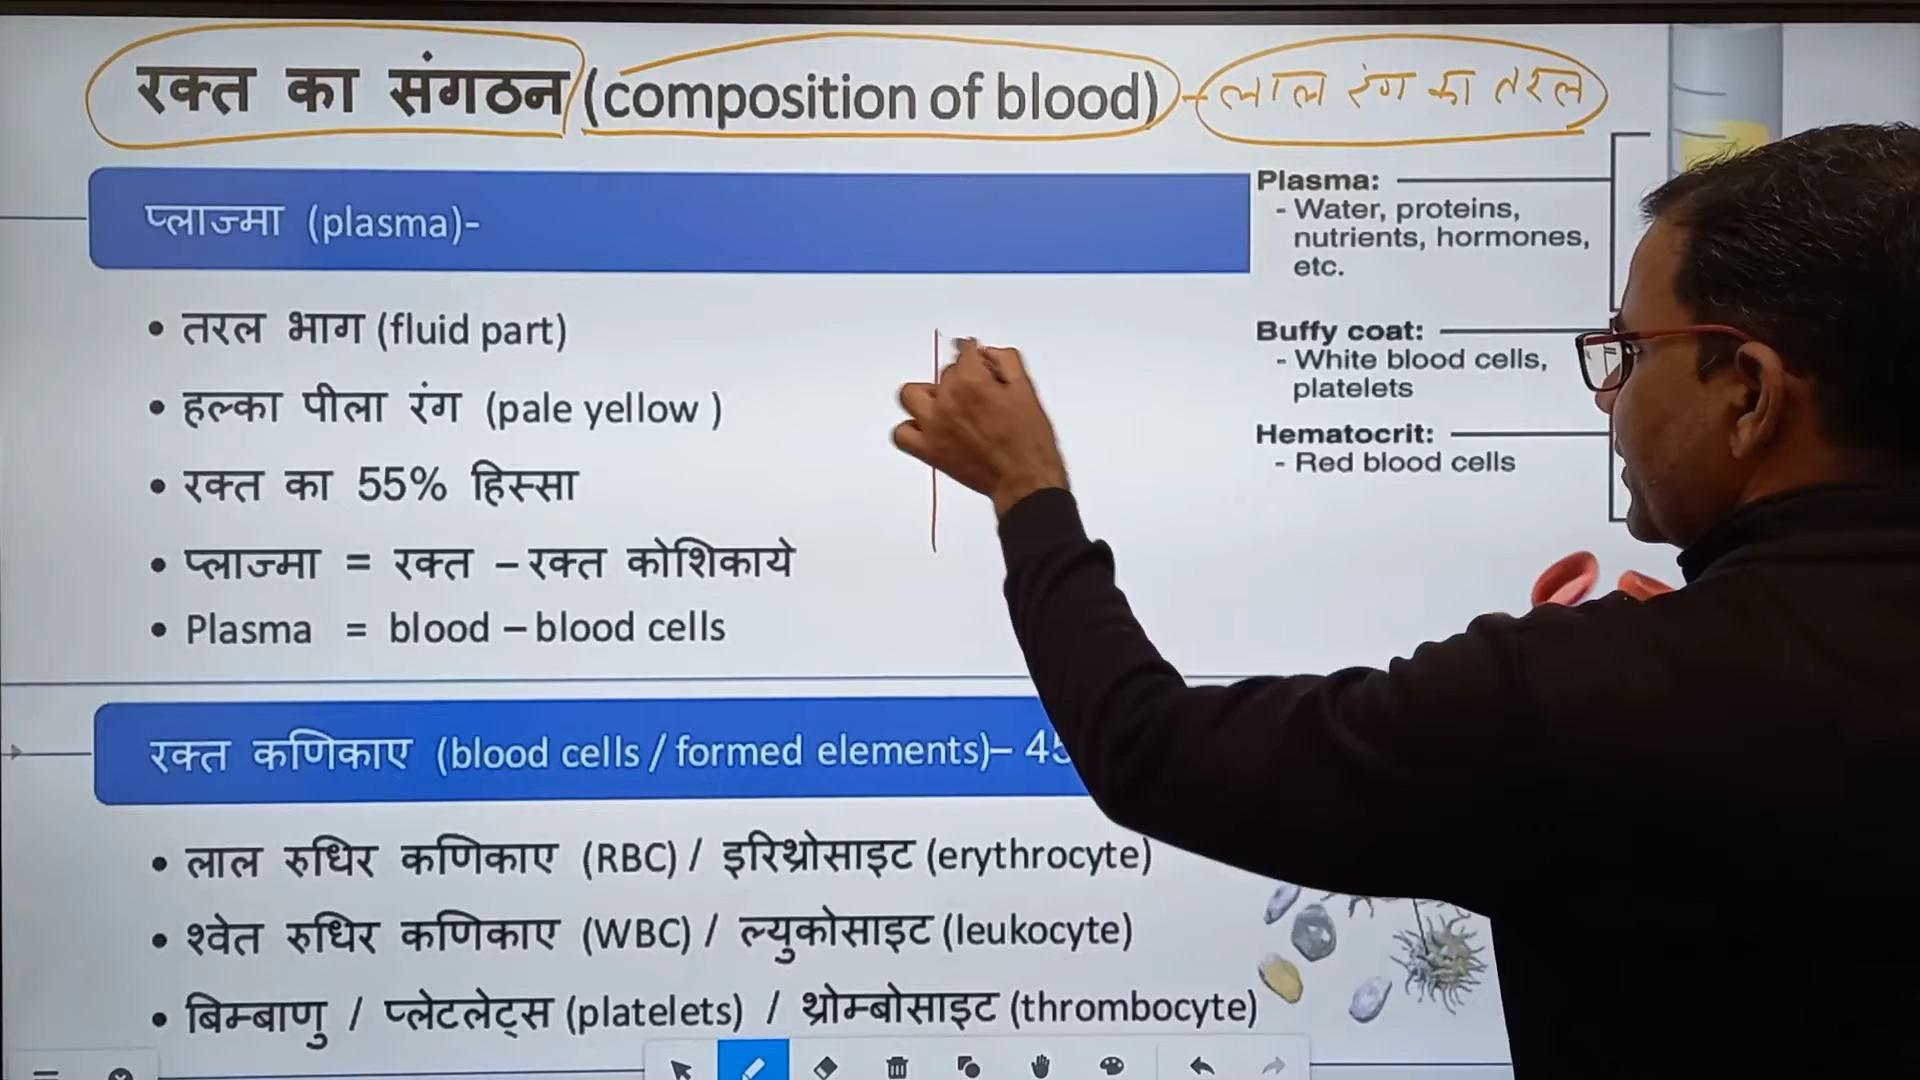 रक्त का संगठन (composition of blood) - लाल रंग का तरल
प्लाज्मा (plasma)-
• तरल भाग (fluid part)
• हल्का पीला रंग (pale yellow )
• रक्त का 55% हिस्सा
• प्लाज्मा = रक्त – रक्त कोशिकाये
• Plasma = blood – blood cells
Plasma:
- Water, proteins,
nutrients, hormones,
etc.
Buffy coat:
- White blood cells,
platelets
Hematocrit:
- Red blood cells
रक्त कणिकाए (blood cells / formed elements)– 45
• लाल रुधिर कणिकाए (RBC) / इरिथ्रोसाइट (erythrocyte)
• श्वेत रुधिर कणिकाए (WBC) / ल्युकोसाइट (leukocyte)
• बिम्बाणु / प्लेटलेट्स (platelets) / थ्रोम्बोसाइट (thrombocyte)